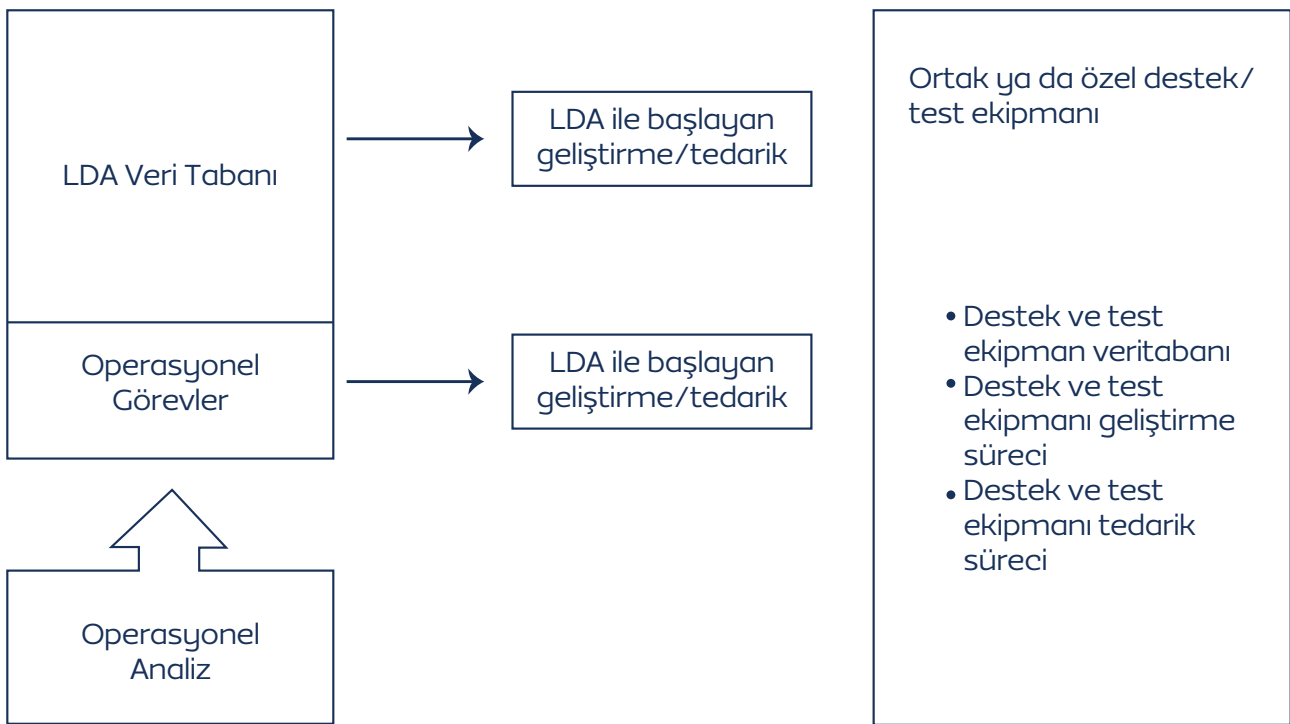 LDA Veri Tabanı
Operasyonel
Görevler
Operasyonel
Analiz
LDA ile başlayan
geliştirme/tedarik
LDA ile başlayan
geliştirme/tedarik
Ortak ya da özel destek/
test ekipmanı
• Destek ve test
ekipman veritabanı
• Destek ve test
ekipmanı geliştirme
süreci
• Destek ve test
ekipmanı tedarik
süreci